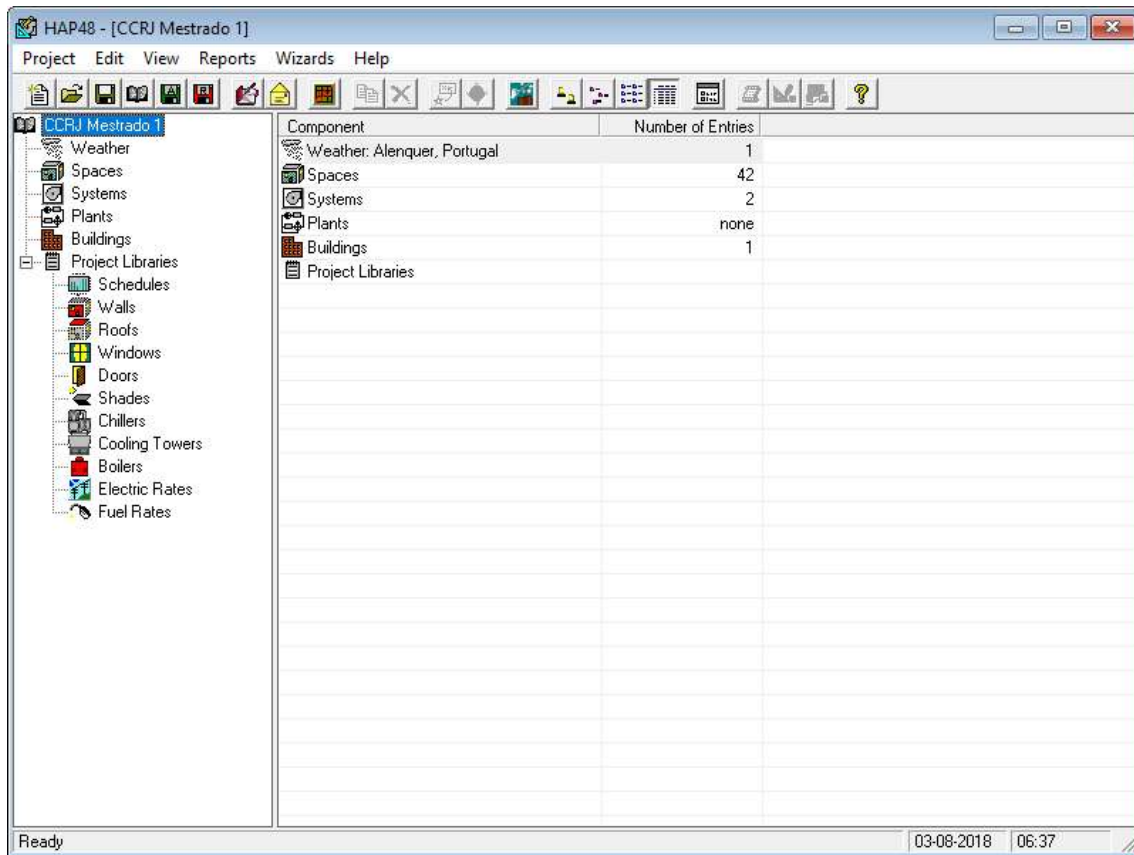 HAP48 - [CCRJ Mestrado 1]
Project Edit View Reports Wizards Help
CCRJ Mestrado 1
Weather
Spaces
Systems
Plants
Buildings
Project Libraries
Schedules
Walls
Roofs
Windows
Doors
Shades
Chillers
Cooling Towers
Boilers
Electric Rates
Fuel Rates
Component Number of Entries
Weather: Alenquer, Portugal 1
Spaces 42
Systems 2
Plants none
Buildings 1
Project Libraries
Ready 03-08-2018 06:37